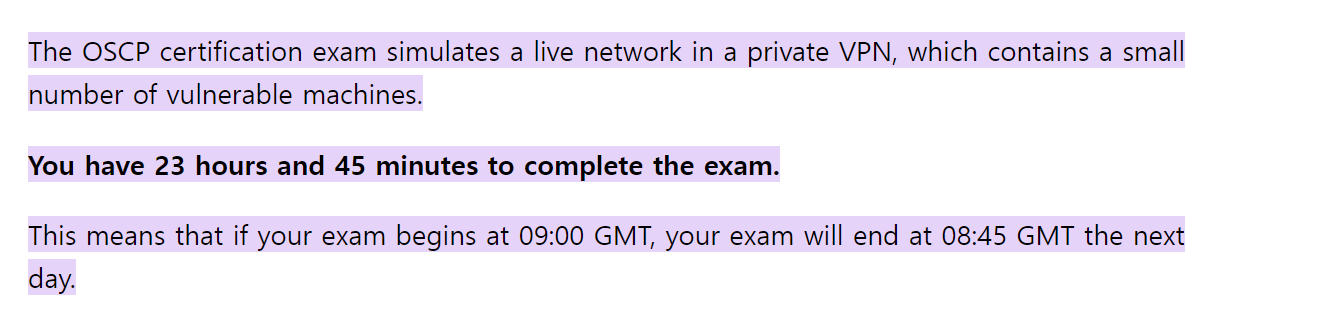 The OSCP certification exam simulates a live network in a private VPN, which contains a small
number of vulnerable machines.
You have 23 hours and 45 minutes to complete the exam.
This means that if your exam begins at 09:00 GMT, your exam will end at 08:45 GMT the next
day.